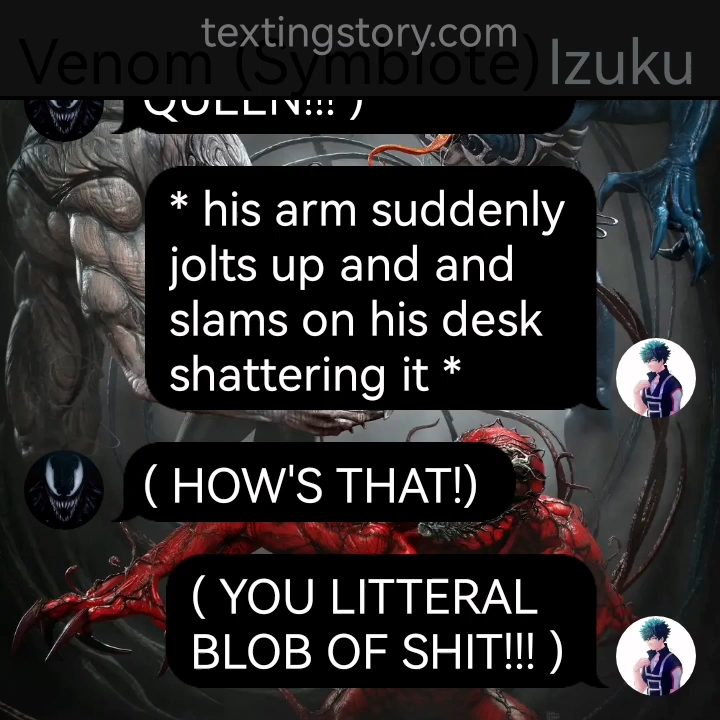 textingstory.com
Venom (Symbiote) Izuku
QUEEN!!! )
* his arm suddenly
jolts up and and
slams on his desk
shattering it *
( HOW'S THAT!)
( YOU LITTERAL
BLOB OF SHIT!!! )